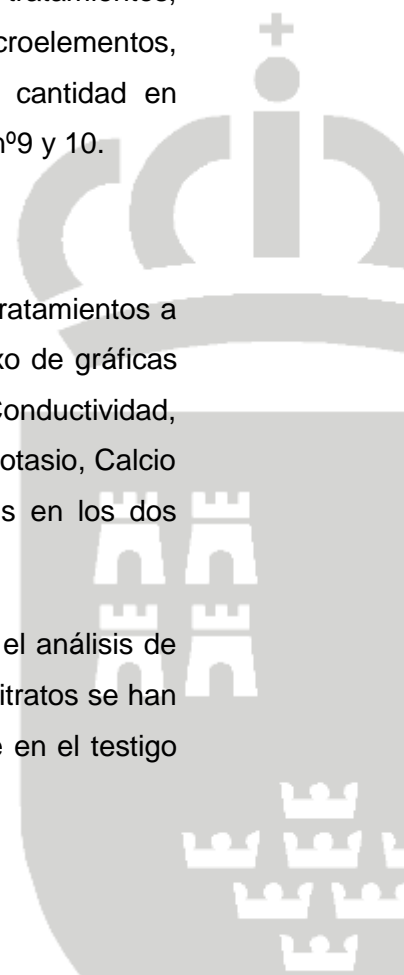 croelementos,
cantidad en
nº9 y 10.
ratamientos a
xo de gráficas
Conductividad,
otasio, Calcio
s en los dos
el análisis de
itratos se han
e en el testigo